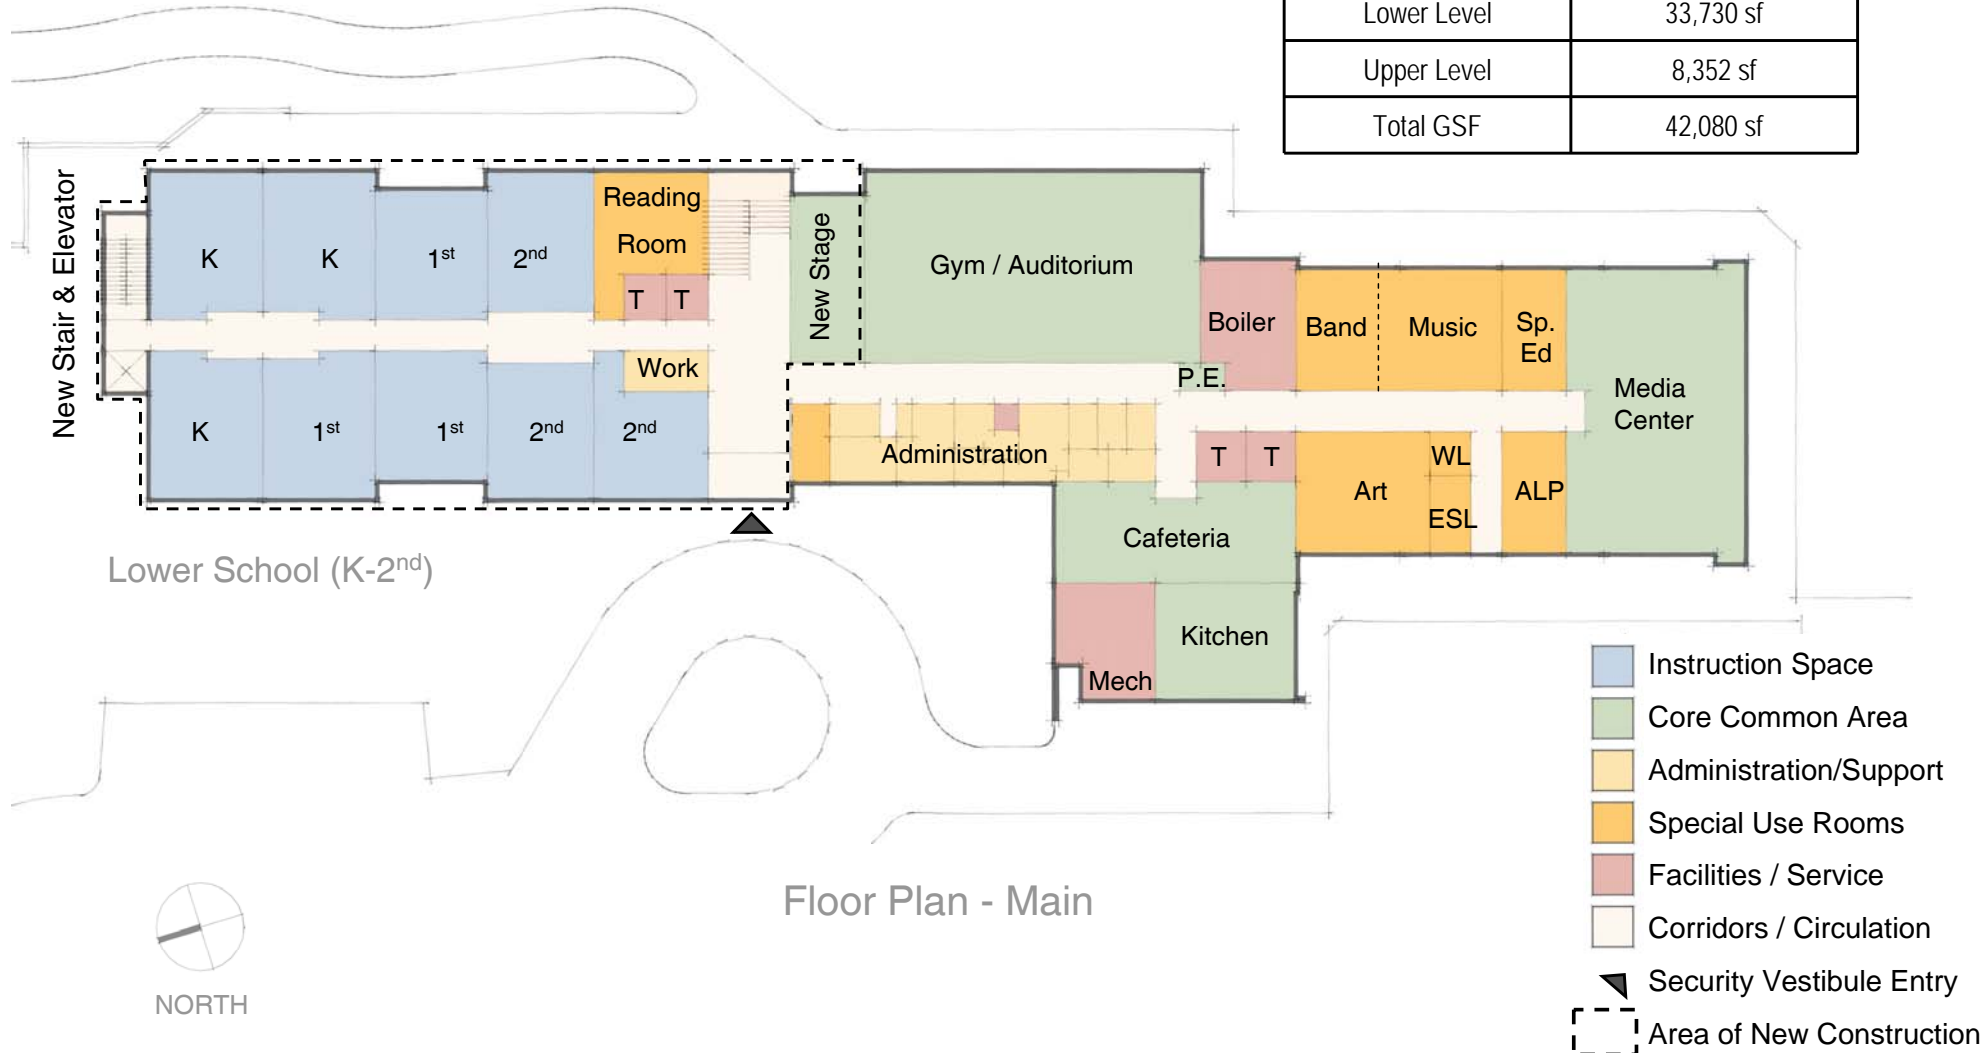 Lower Level 33,730 sf
Upper Level 8,352 sf
Total GSF 42,080 sf
New Stair & Elevator
K
K
1st
2nd
Reading
Room
T T
Work
K
1st
1st
2nd
2nd
New Stage
Gym / Auditorium
Boiler
P.E.
Band
Music
Sp.
Ed
Media
Center
Administration
T T
Art
WL
ESL
ALP
Cafeteria
Kitchen
Mech
Lower School (K-2nd)
Instruction Space
Core Common Area
Administration/Support
Special Use Rooms
Facilities / Service
Corridors / Circulation
Security Vestibule Entry
Area of New Construction
Floor Plan - Main
NORTH